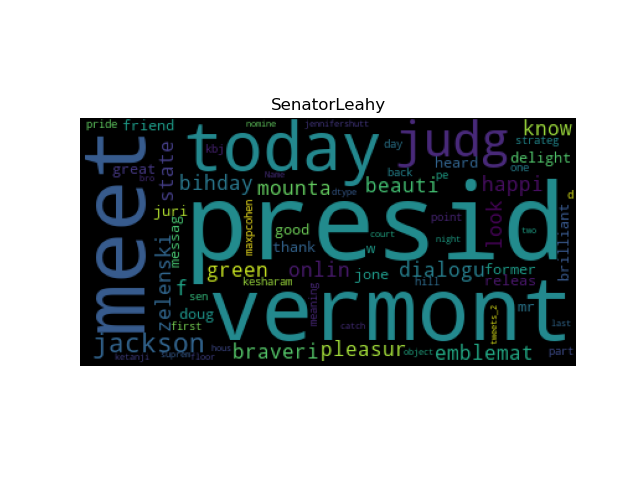 SenatorLeahy
pride friend nomine jennifershutt know
today judg
day strateg
kbj heard delight
meet state great bro Name back one
bihday mounta beauti pe happi
dtype d
juri messag maxpcohen presid point look brilliant
good court two
thank w night
zelenski green onlin jone dialogu former
f kesharam hill releas
sen meaning vermont mr
doug first catch tweets_2 last
jackson hous braveri pleasur object emblemat part
ketanji suprem floor